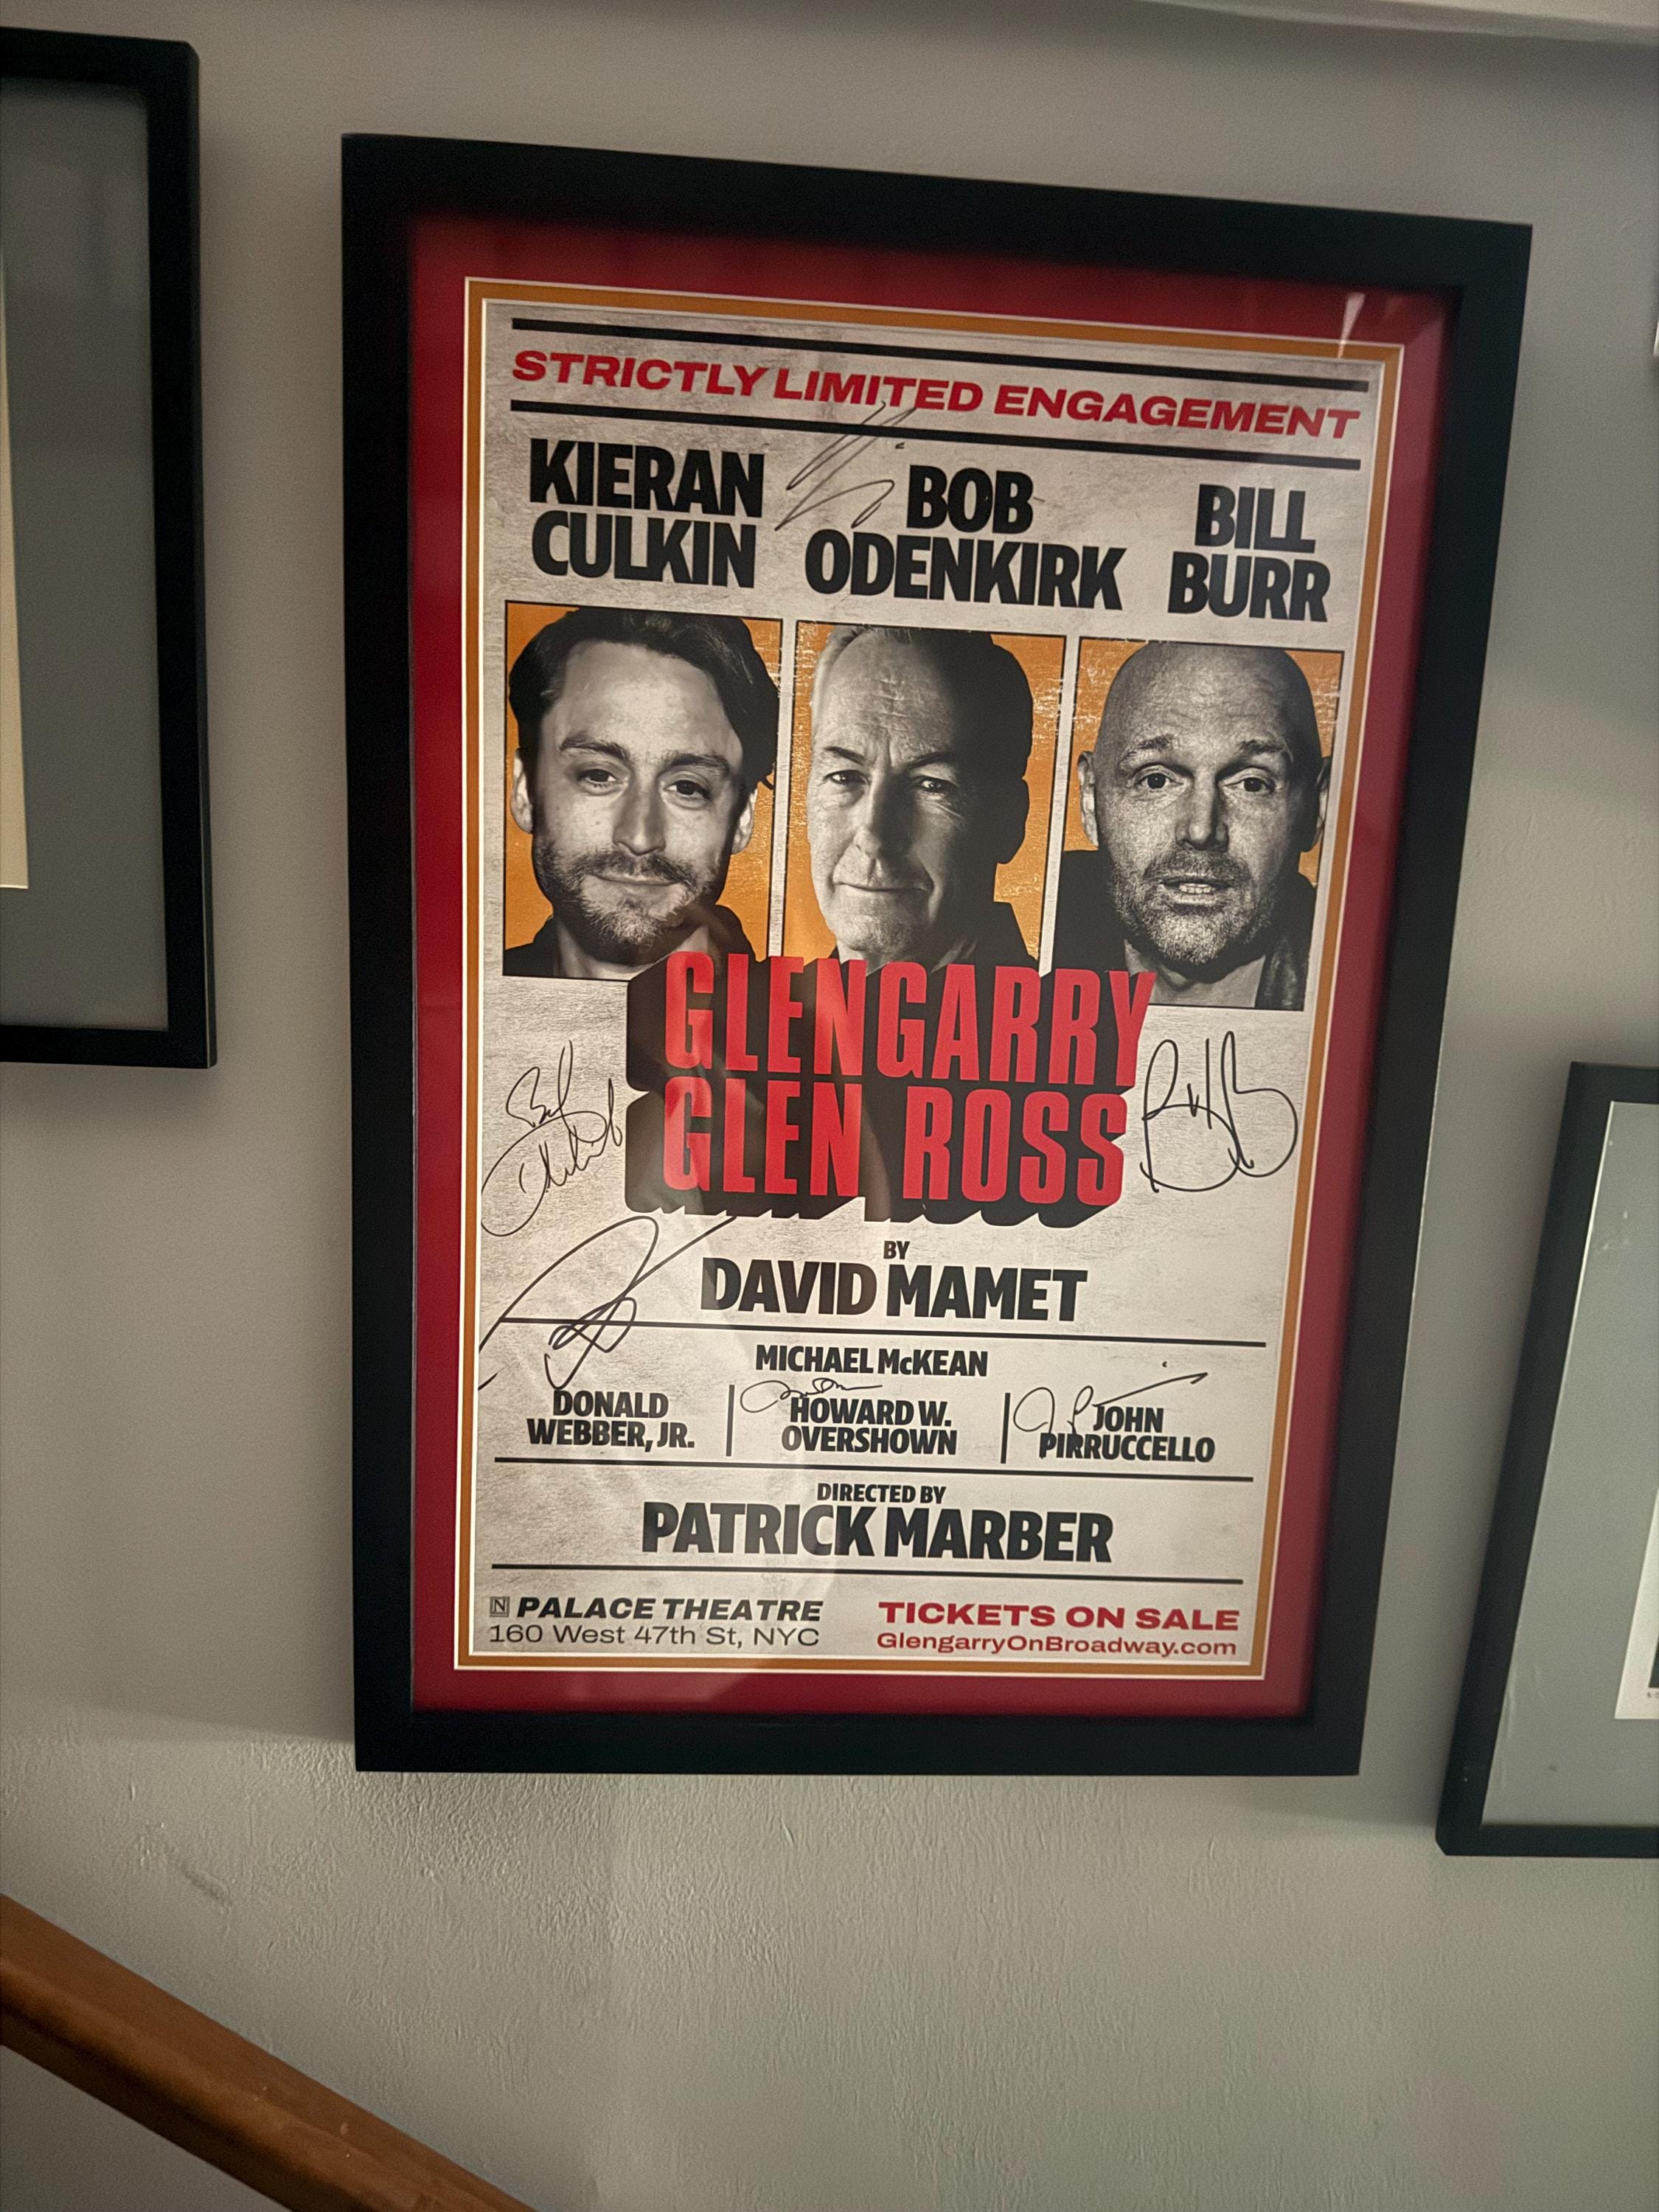 STRICTLY LIMITED ENGAGEMENT
KIERAN
CULKIN
BOB
ODENKIRK
BILL
BURR
GLENGARRY
GLEN ROSS
BY
DAVID MAMET
MICHAEL McKEAN
DONALD
WEBBER, JR.
HOWARD W.
OVERSHOWN
JOHN
PIRRUCCELLO
DIRECTED BY
PATRICK MARBER
N PALACE THEATRE
160 West 47th St, NYC
TICKETS ON SALE
GlengarryOnBroadway.com